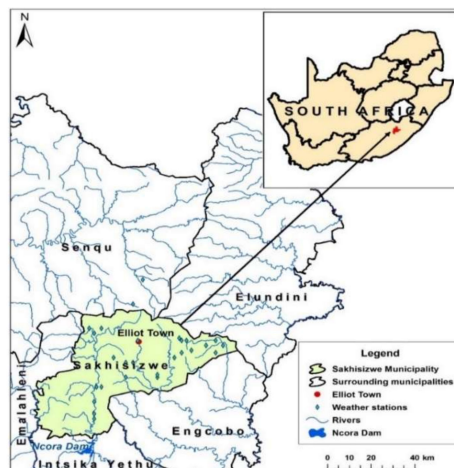 N
SOUTH AFRICA
Senqu
Elundini
Elliot Town
Sakhisizwe
Emalahleni
Engcobo
Ncora Dam
Intsika Yethu
Legend
Sakhisizwe Municipality
Surrounding municipalities
Elliot Town
Weather stations
Rivers
Ncora Dam
0 10 20 40 km